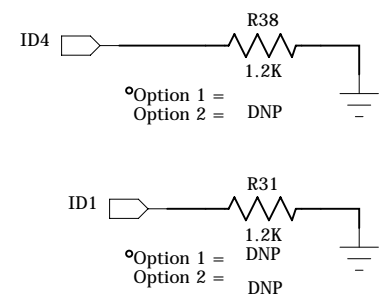 R38
ID4
1.2K
°Option 1 =
Option 2 = DNP
R31
ID1
1.2K
°Option 1 = DNP
Option 2 =
DNP